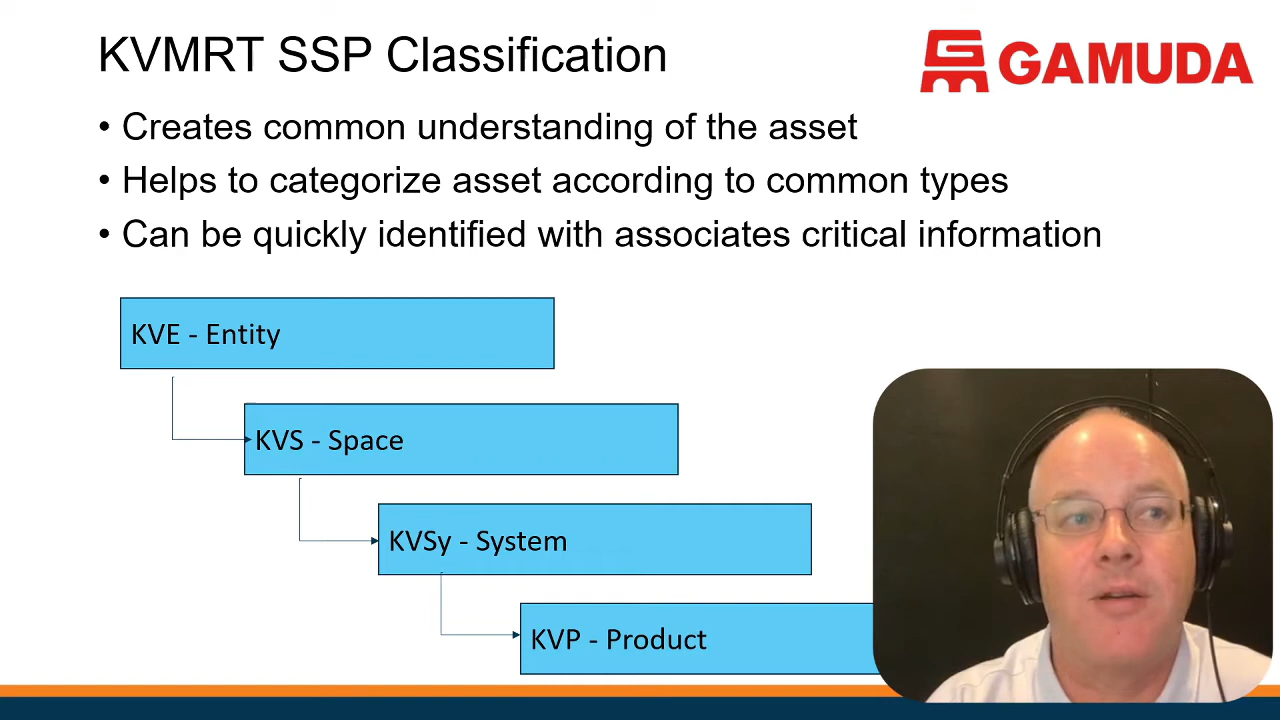 KVMRT SSP Classification
GAMUDA
• Creates common understanding of the asset
• Helps to categorize asset according to common types
• Can be quickly identified with associates critical information
KVE - Entity
KVS - Space
KVSy - System
KVP - Product